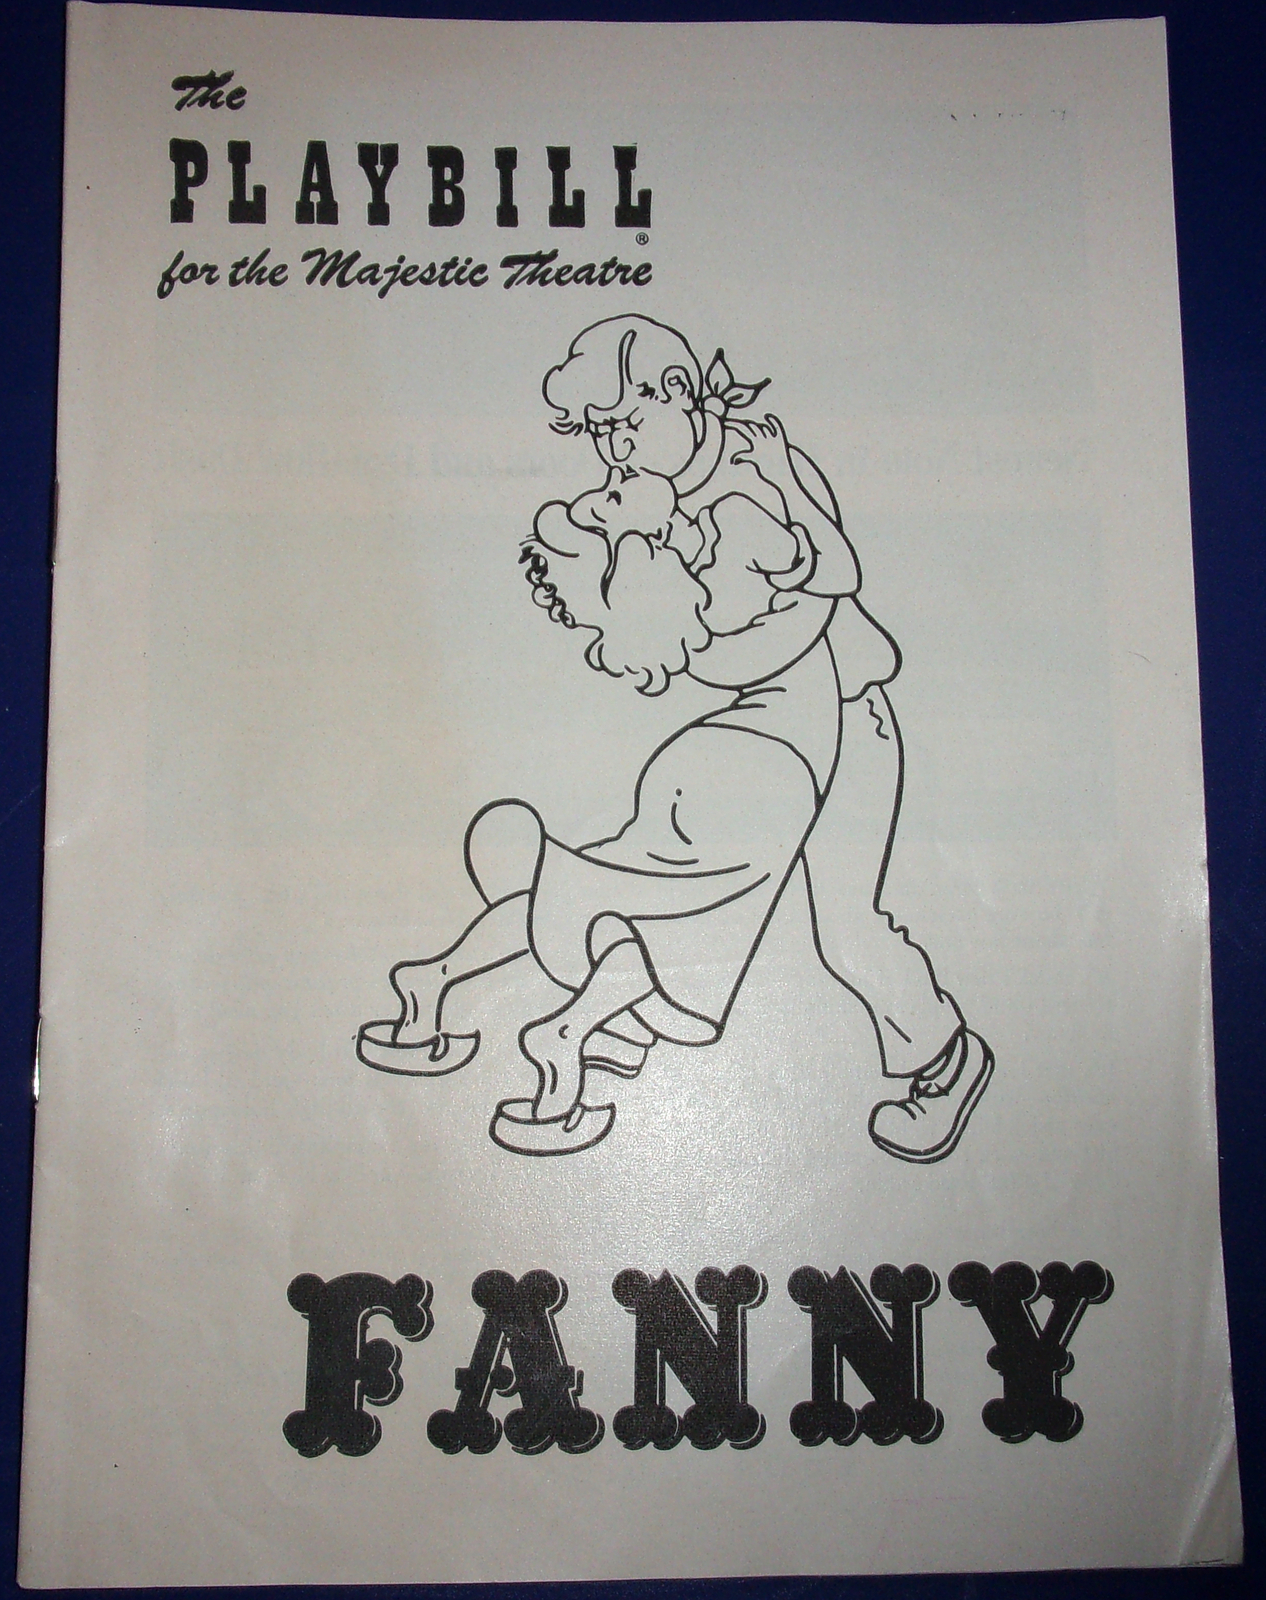 The
PLAYBILL
®
for the Majestic Theatre
FANNY